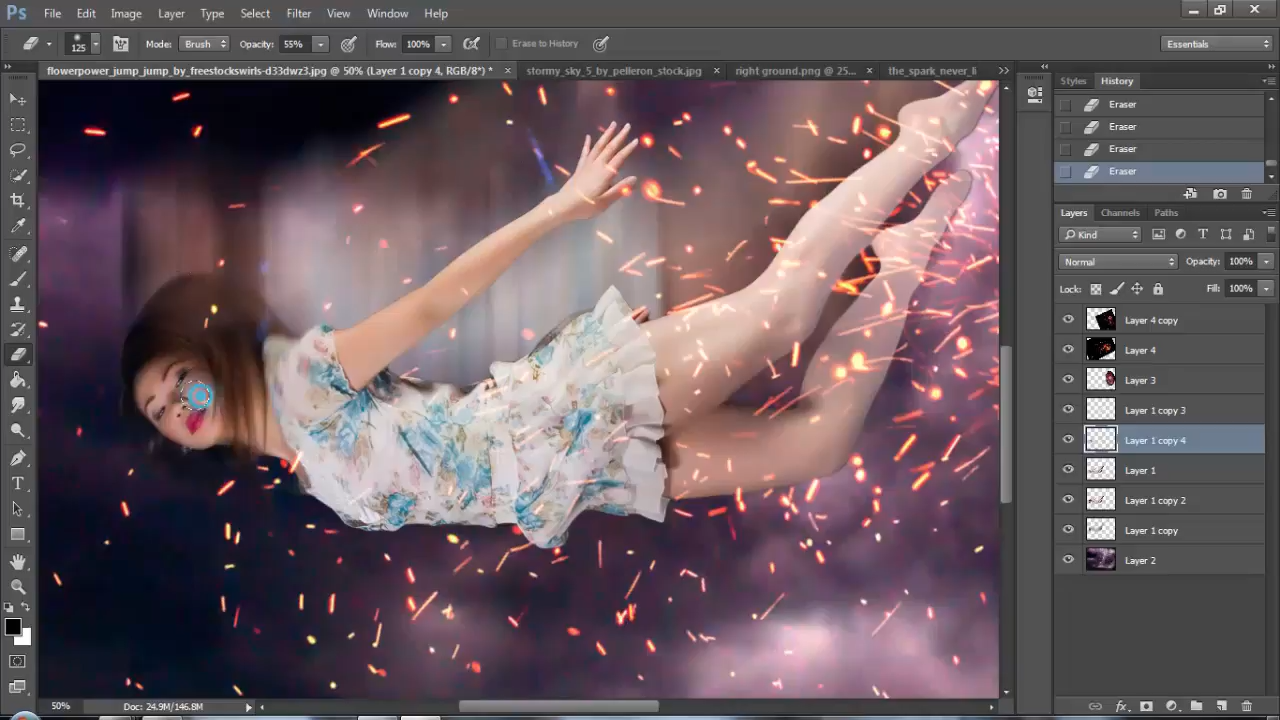 Ps File Edit Image Layer Type Select Filter View Window Help
125 Mode: Brush Opacity: 55% Flow: 100% Erase to History Essentials
flowerpower_jump_jump_by_freestockswirls-d33dwz3.jpg @ 50% (Layer 1 copy 4, RGB/8*) * × stormy_sky_5_by_pelleron_stock.jpg × right ground.png @ 25... × the_spark_never_li
Styles History
Eraser
Eraser
Eraser
Eraser
Layers Channels Paths
Kind
Normal Opacity: 100%
Lock: Fill: 100%
Layer 4 copy
Layer 4
Layer 3
Layer 1 copy 3
Layer 1 copy 4
Layer 1
Layer 1 copy 2
Layer 1 copy
Layer 2
50% Doc: 24.9M/146.8M